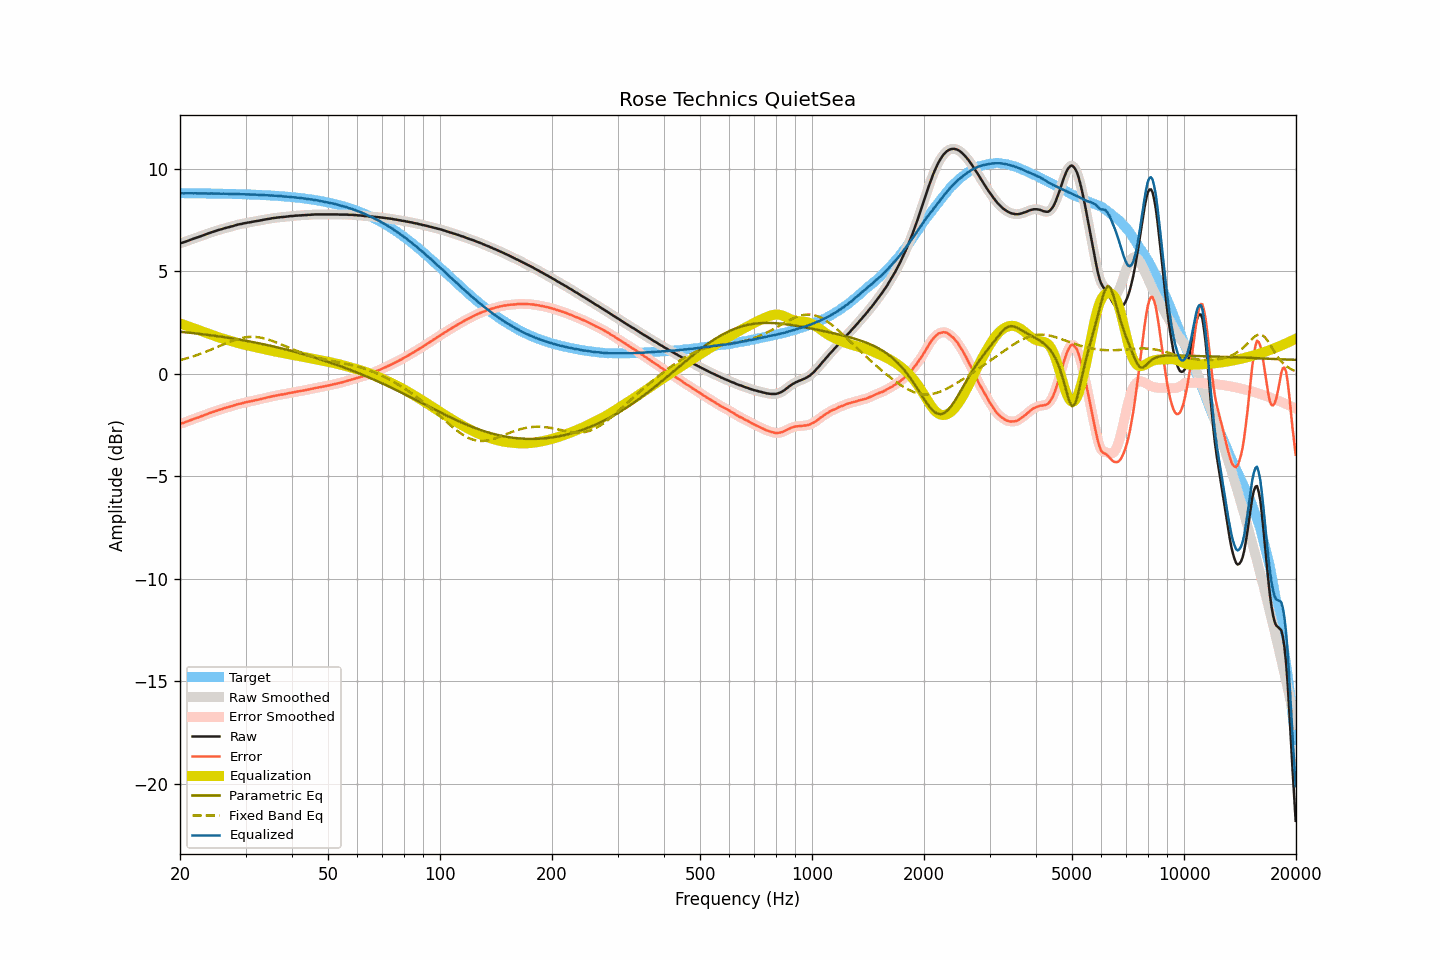 Rose Technics QuietSea
10
5
0
−5
−10
−15
−20
Amplitude (dBr)
Target
Raw Smoothed
Error Smoothed
Raw
Error
Equalization
Parametric Eq
Fixed Band Eq
Equalized
20 50 100 200 500 1000 2000 5000 10000 20000
Frequency (Hz)